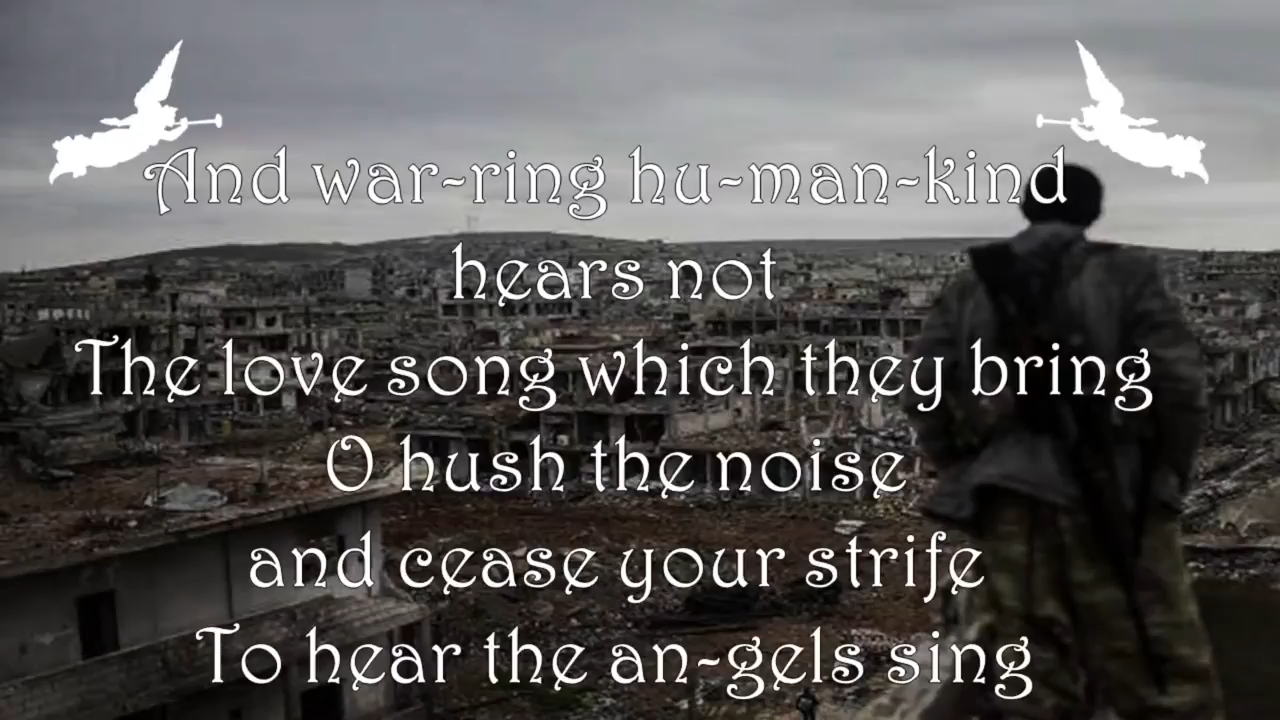 And war-ring hu-man-kind
hears not
The love song which they bring
O hush the noise
and cease your strife
To hear the an-gels sing